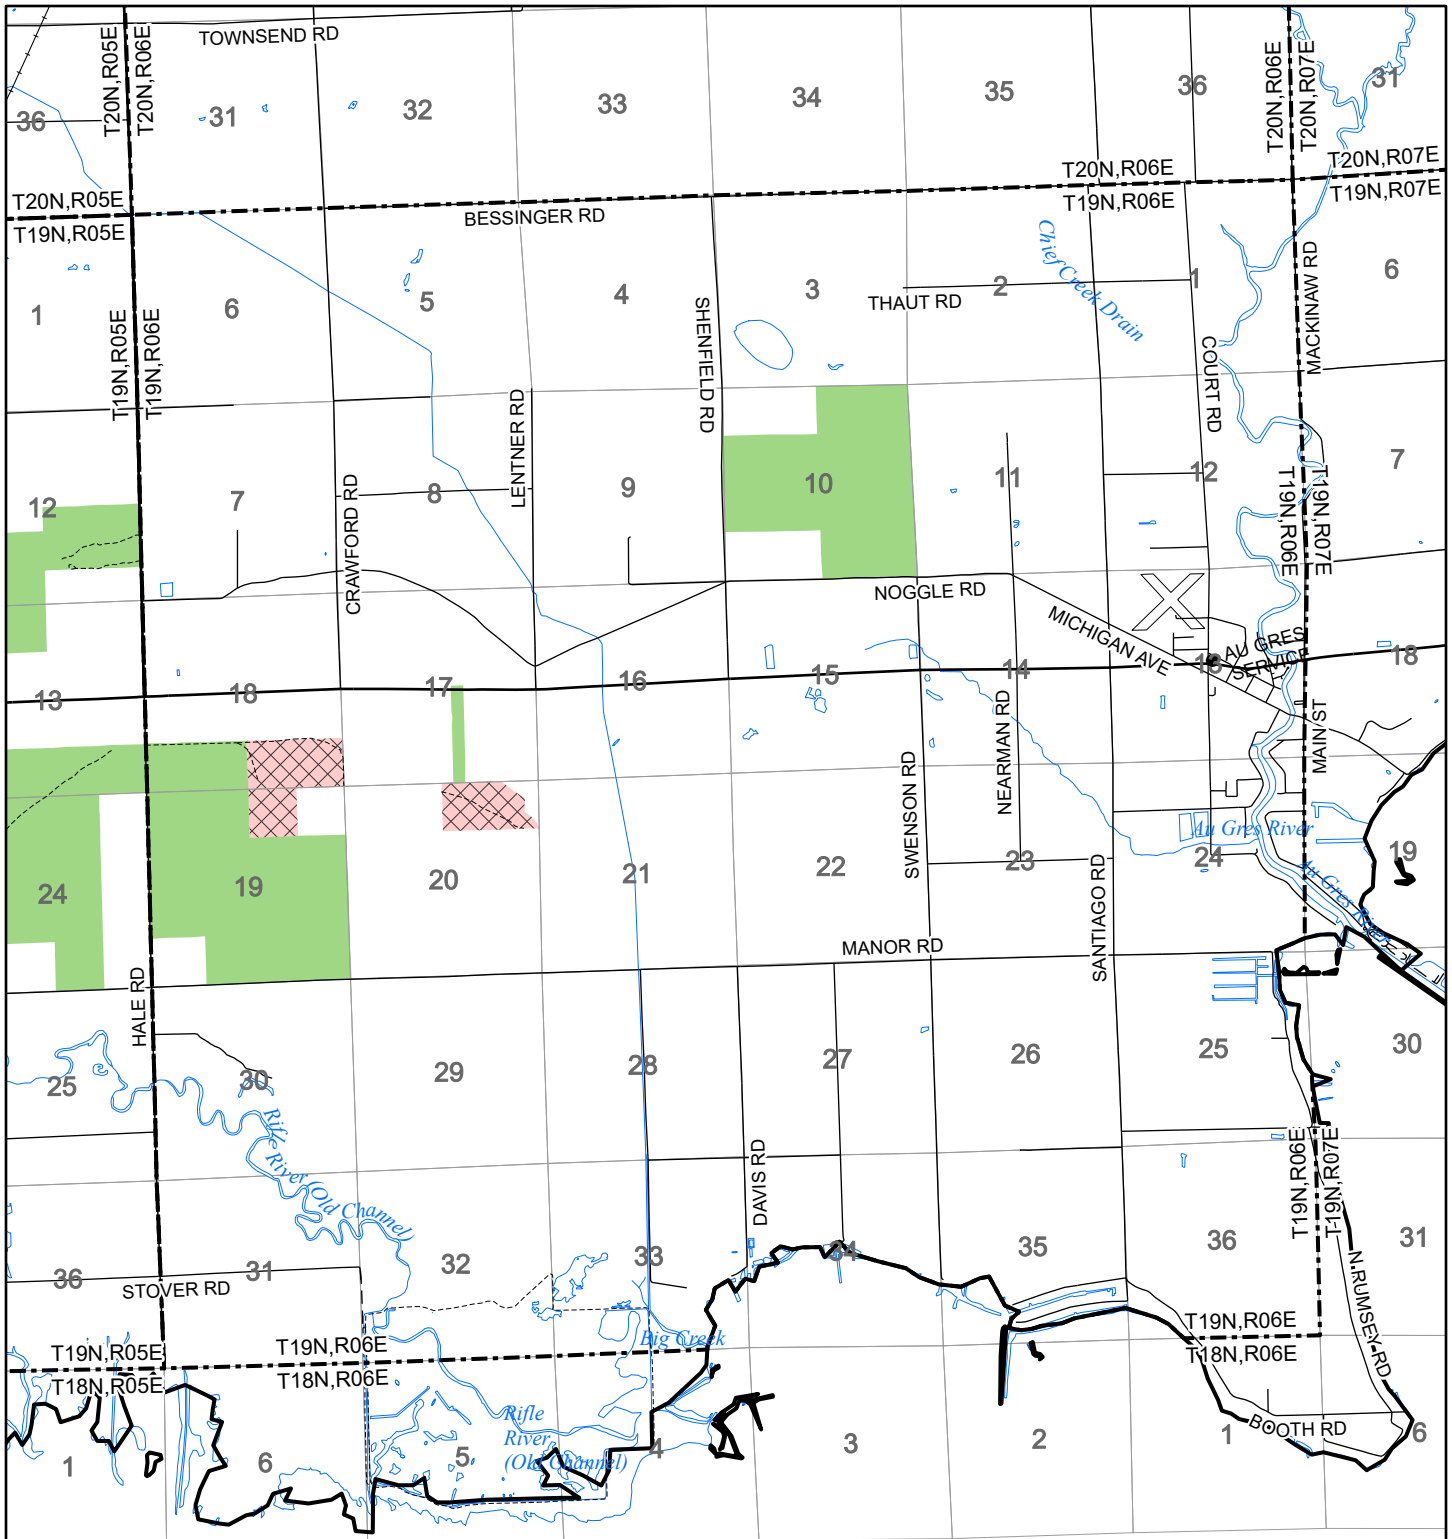 TOWNSEND RD
T20N,R05E
T20N,R06E
T20N,R06E
T20N,R07E
36
31
32
33
34
35
36
31
T20N,R05E
T19N,R05E
BESSINGER RD
T20N,R06E
T19N,R06E
T20N,R07E
T19N,R07E
1
6
5
4
3
2
1
6
THAUT RD
Chief Creek Drain
MACKINAW RD
T19N,R05E
T19N,R06E
SHENFIELD RD
COURT RD
LENTNER RD
CRAWFORD RD
12
7
8
9
10
11
12
7
T19N,R06E
T19N,R07E
NOGGLE RD
MICHIGAN AVE
AU GRES
SERVICE
13
18
17
16
15
14
13
18
SWENSON RD
NEARMAN RD
MAIN ST
Au Gres River
Au Gres River
24
19
20
21
22
23
24
19
SANTIAGO RD
MANOR RD
HALE RD
25
30
29
28
27
26
25
30
Rifle
River (Old Channel)
DAVIS RD
T19N,R06E
T19N,R07E
36
31
32
33
34
35
36
31
STOVER RD
N RUMSEY RD
Big Creek
T19N,R05E
T18N,R05E
T19N,R06E
T18N,R06E
T19N,R06E
T18N,R06E
Rifle
River
(Old Channel)
BOOTH RD
1
6
5
4
3
2
1
6